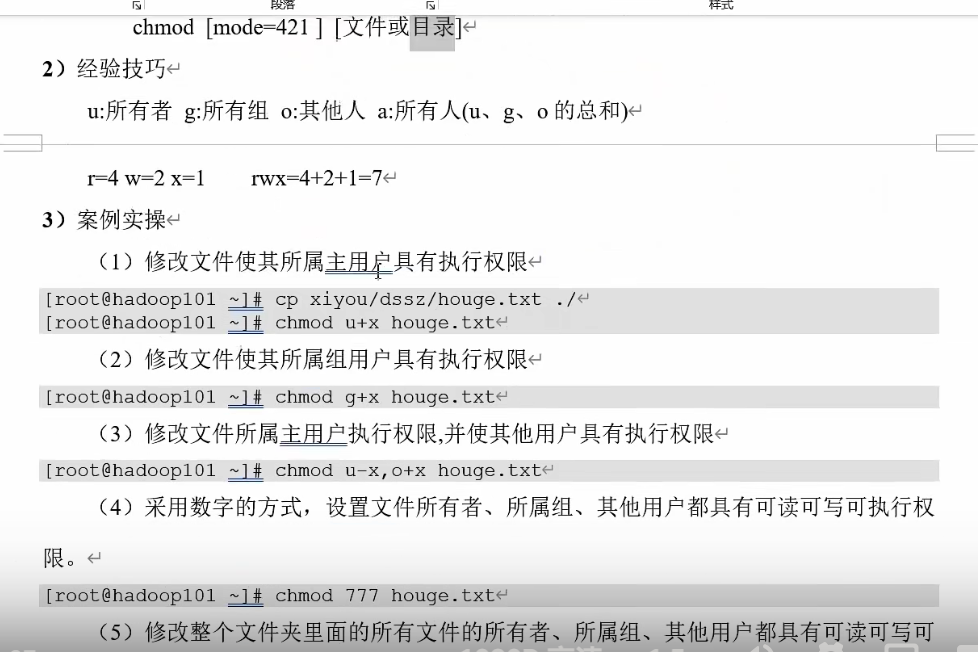 段落
样式
chmod [mode=421 ] [文件或目录]
2）经验技巧
u:所有者 g:所有组 o:其他人 a:所有人(u、g、o 的总和)
r=4 w=2 x=1 rwx=4+2+1=7
3）案例实操
（1）修改文件使其所属主用户具有执行权限
[root@hadoop101 ~]# cp xiyou/dssz/houge.txt ./
[root@hadoop101 ~]# chmod u+x houge.txt
（2）修改文件使其所属组用户具有执行权限
[root@hadoop101 ~]# chmod g+x houge.txt
（3）修改文件所属主用户执行权限,并使其他用户具有执行权限
[root@hadoop101 ~]# chmod u-x,o+x houge.txt
（4）采用数字的方式，设置文件所有者、所属组、其他用户都具有可读可写可执行权
限。
[root@hadoop101 ~]# chmod 777 houge.txt
（5）修改整个文件夹里面的所有文件的所有者、所属组、其他用户都具有可读可写可